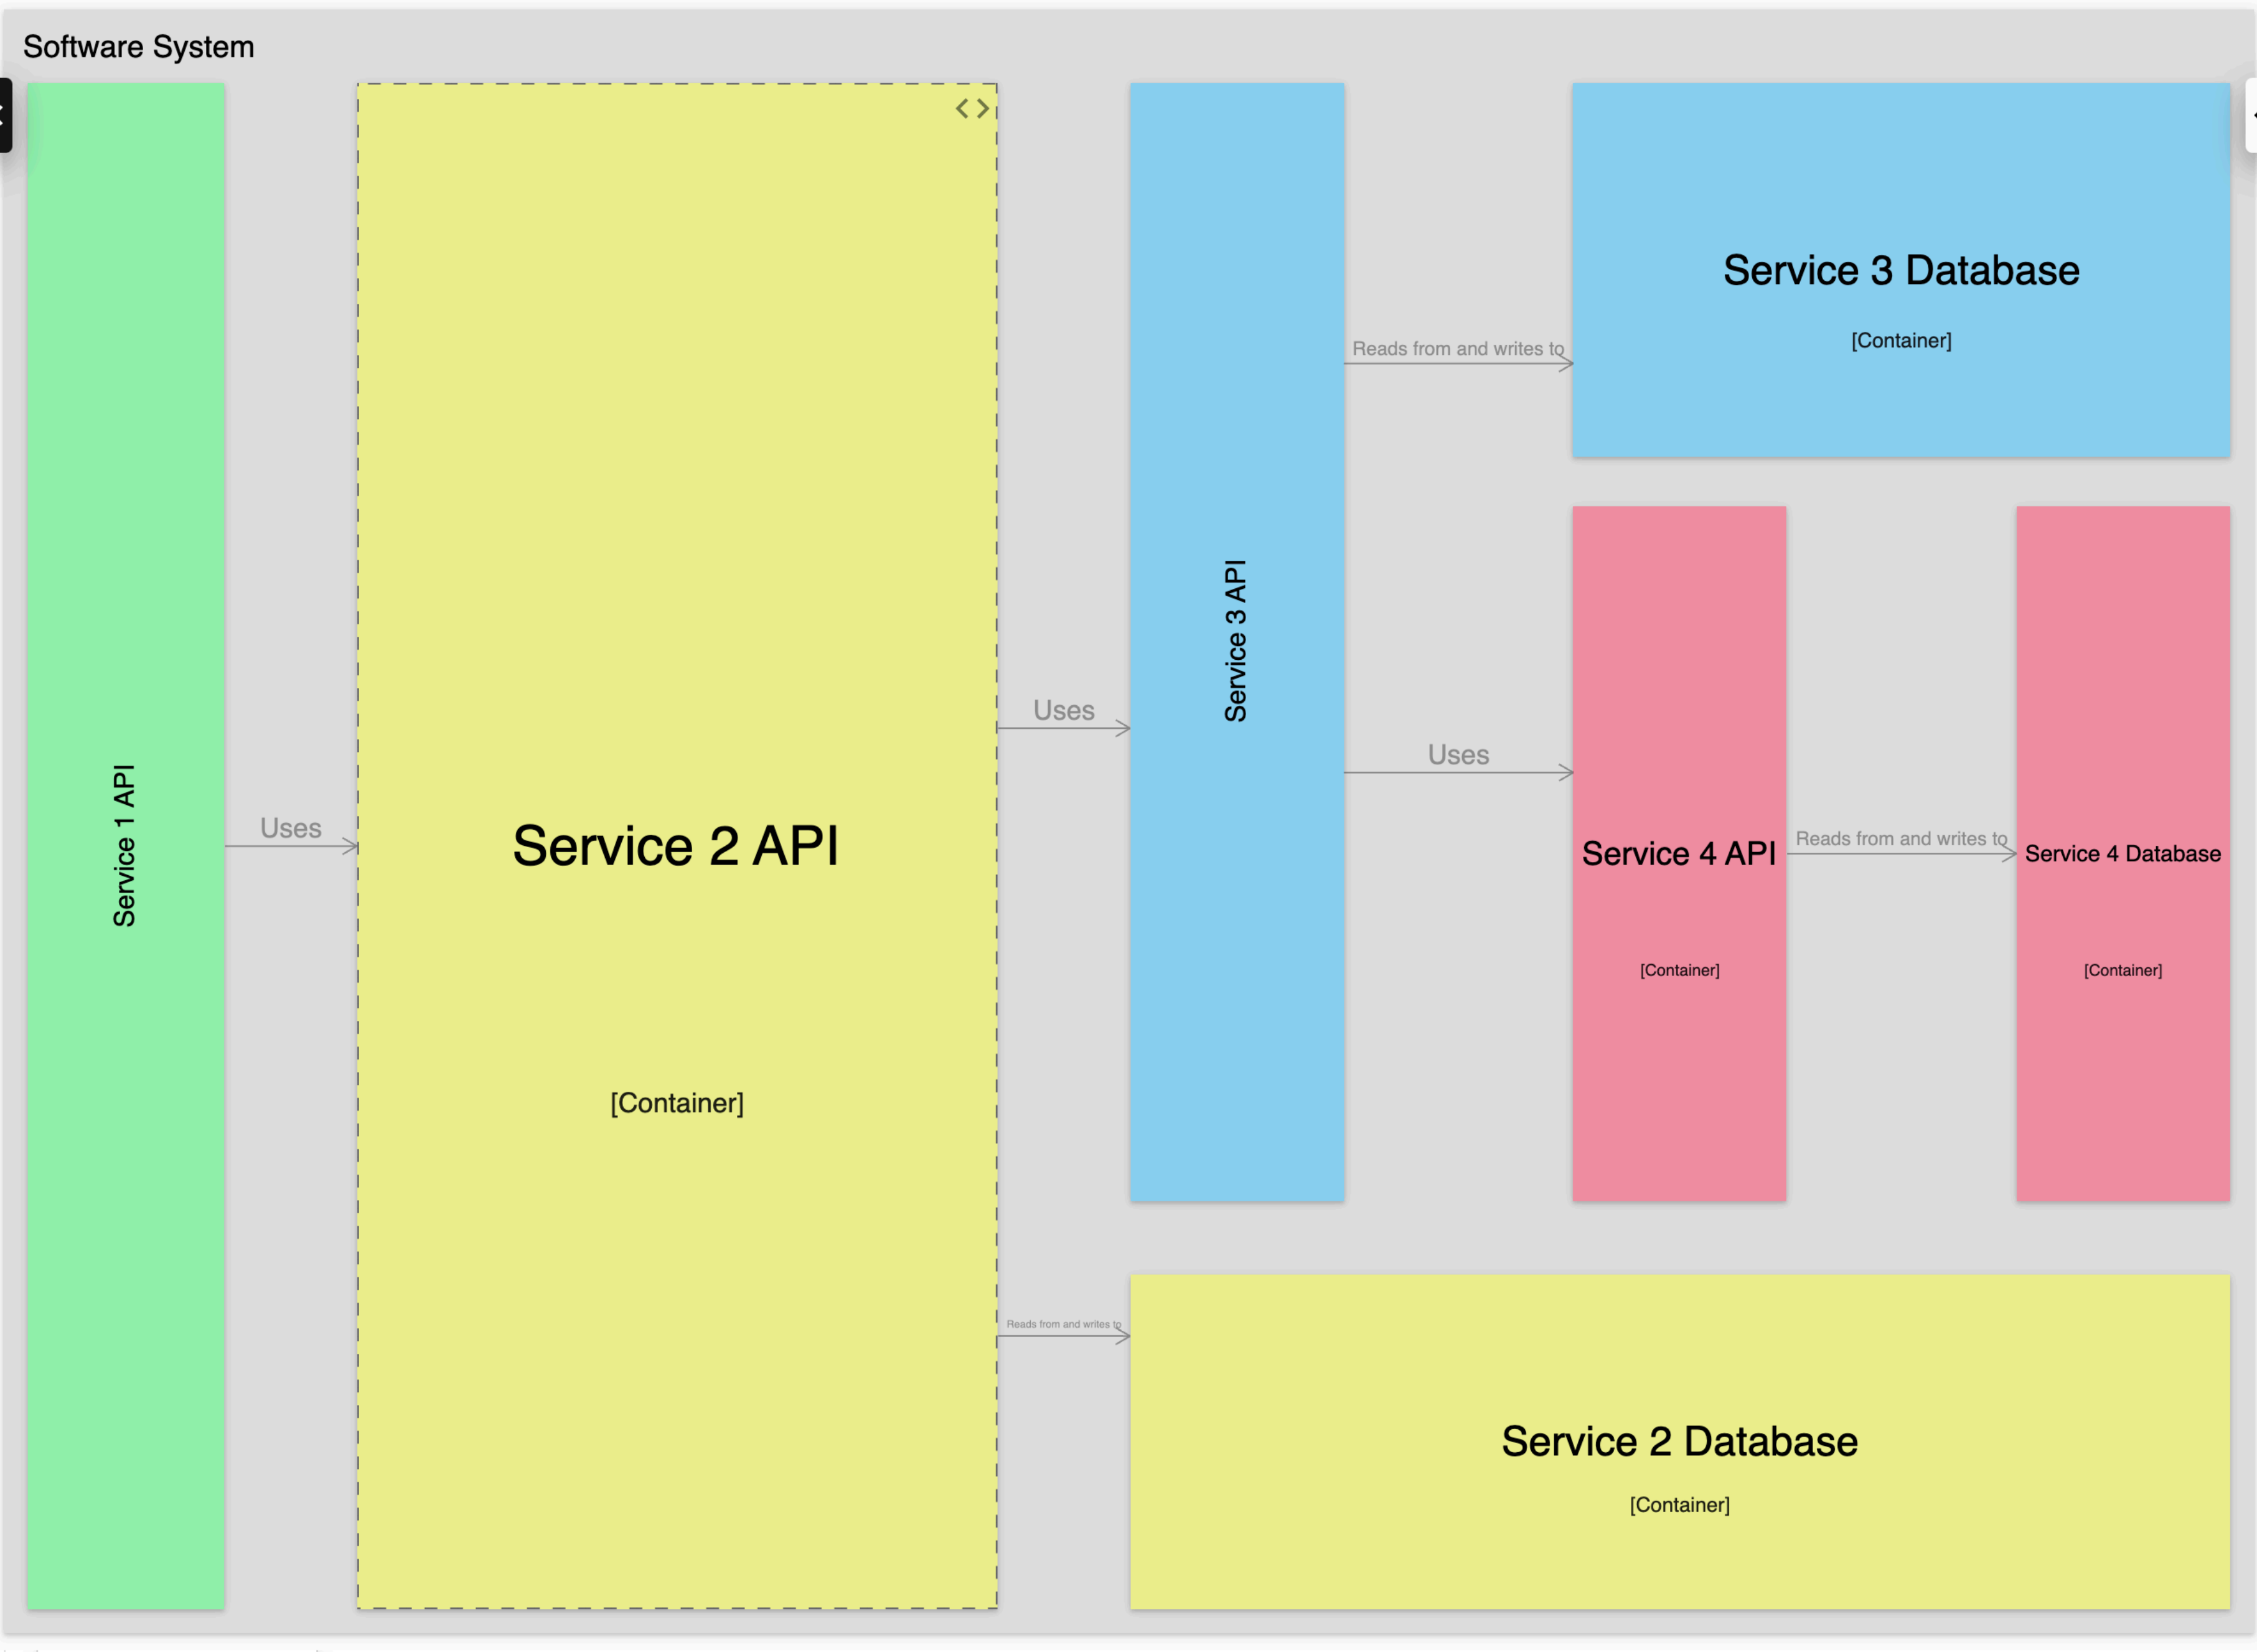 Software System
Service 1 API
Uses
Service 2 API
[Container]
Uses
Reads from and writes to
Service 3 API
Reads from and writes to
Uses
Service 3 Database
[Container]
Service 4 API
[Container]
Reads from and writes to
Service 4 Database
[Container]
Service 2 Database
[Container]